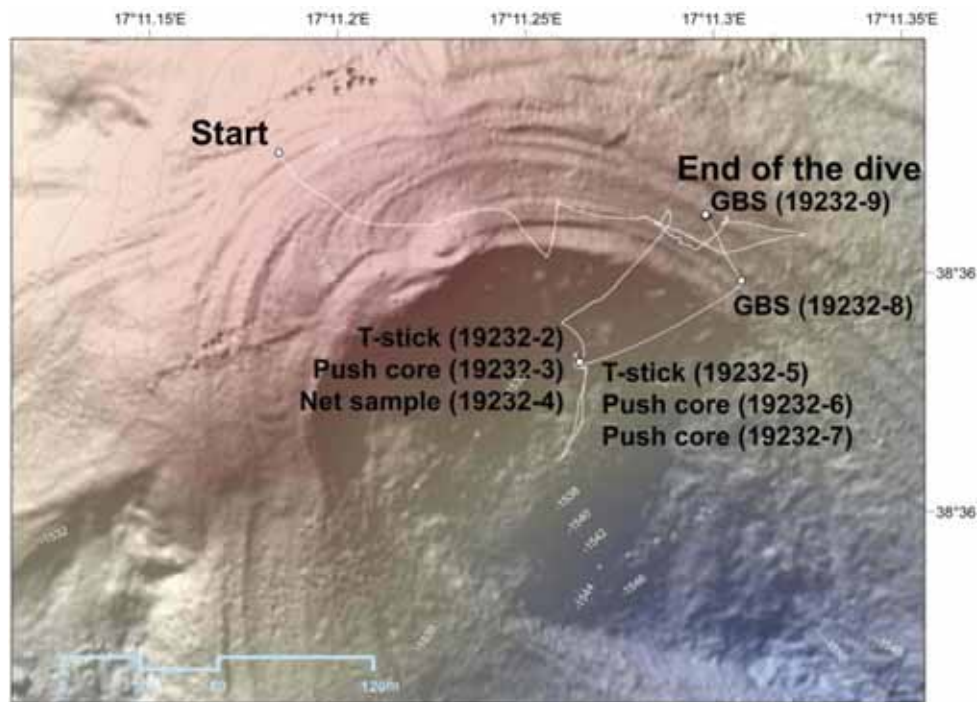 17°11.15'E 17°11.2'E 17°11.25'E 17°11.3'E 17°11.35'E
Start
End of the dive
GBS (19232-9)
38°36
GBS (19232-8)
T-stick (19232-2)
Push core (19232-3)
Net sample (19232-4)
T-stick (19232-5)
Push core (19232-6)
Push core (19232-7)
-1538
38°36
-1540
-1532
-1542
-1544
-1546
120m